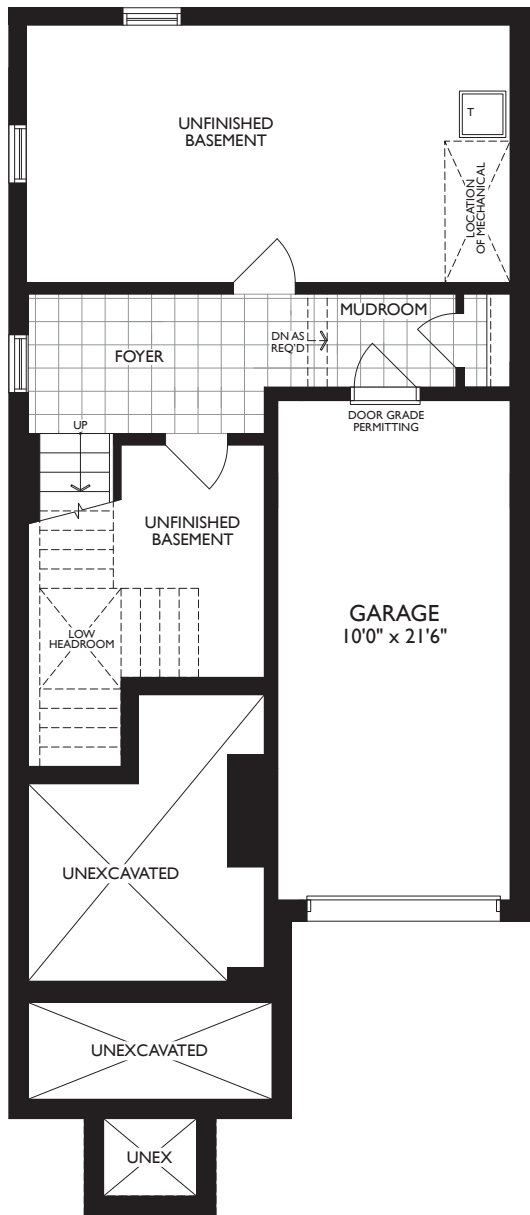 UNFINISHED
BASEMENT
T
LOCATION
OF MECHANICAL
MUDROOM
DN AS
REQ'D
FOYER
DOOR GRADE
PERMITTING
UP
UNFINISHED
BASEMENT
LOW
HEADROOM
GARAGE
10'0" x 21'6"
UNEXCAVATED
UNEXCAVATED
UNEX